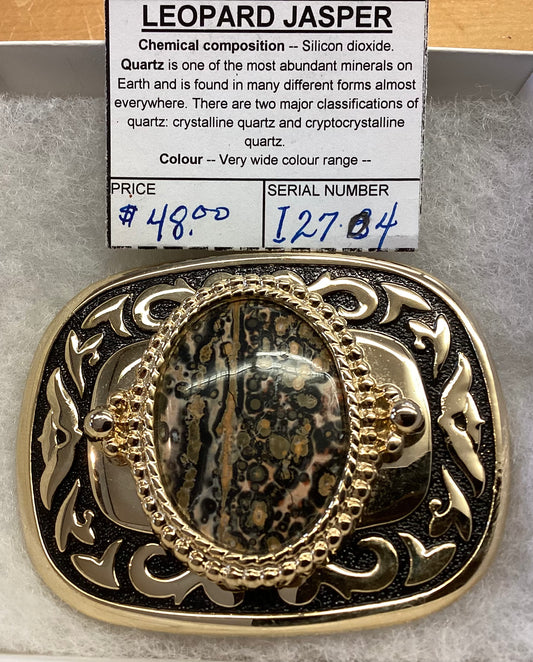 LEOPARD JASPER
Chemical composition -- Silicon dioxide.
Quartz is one of the most abundant minerals on
Earth and is found in many different forms almost
everywhere. There are two major classifications of
quartz: crystalline quartz and cryptocrystalline
quartz.
Colour -- Very wide colour range --
PRICE
$48.00
SERIAL NUMBER